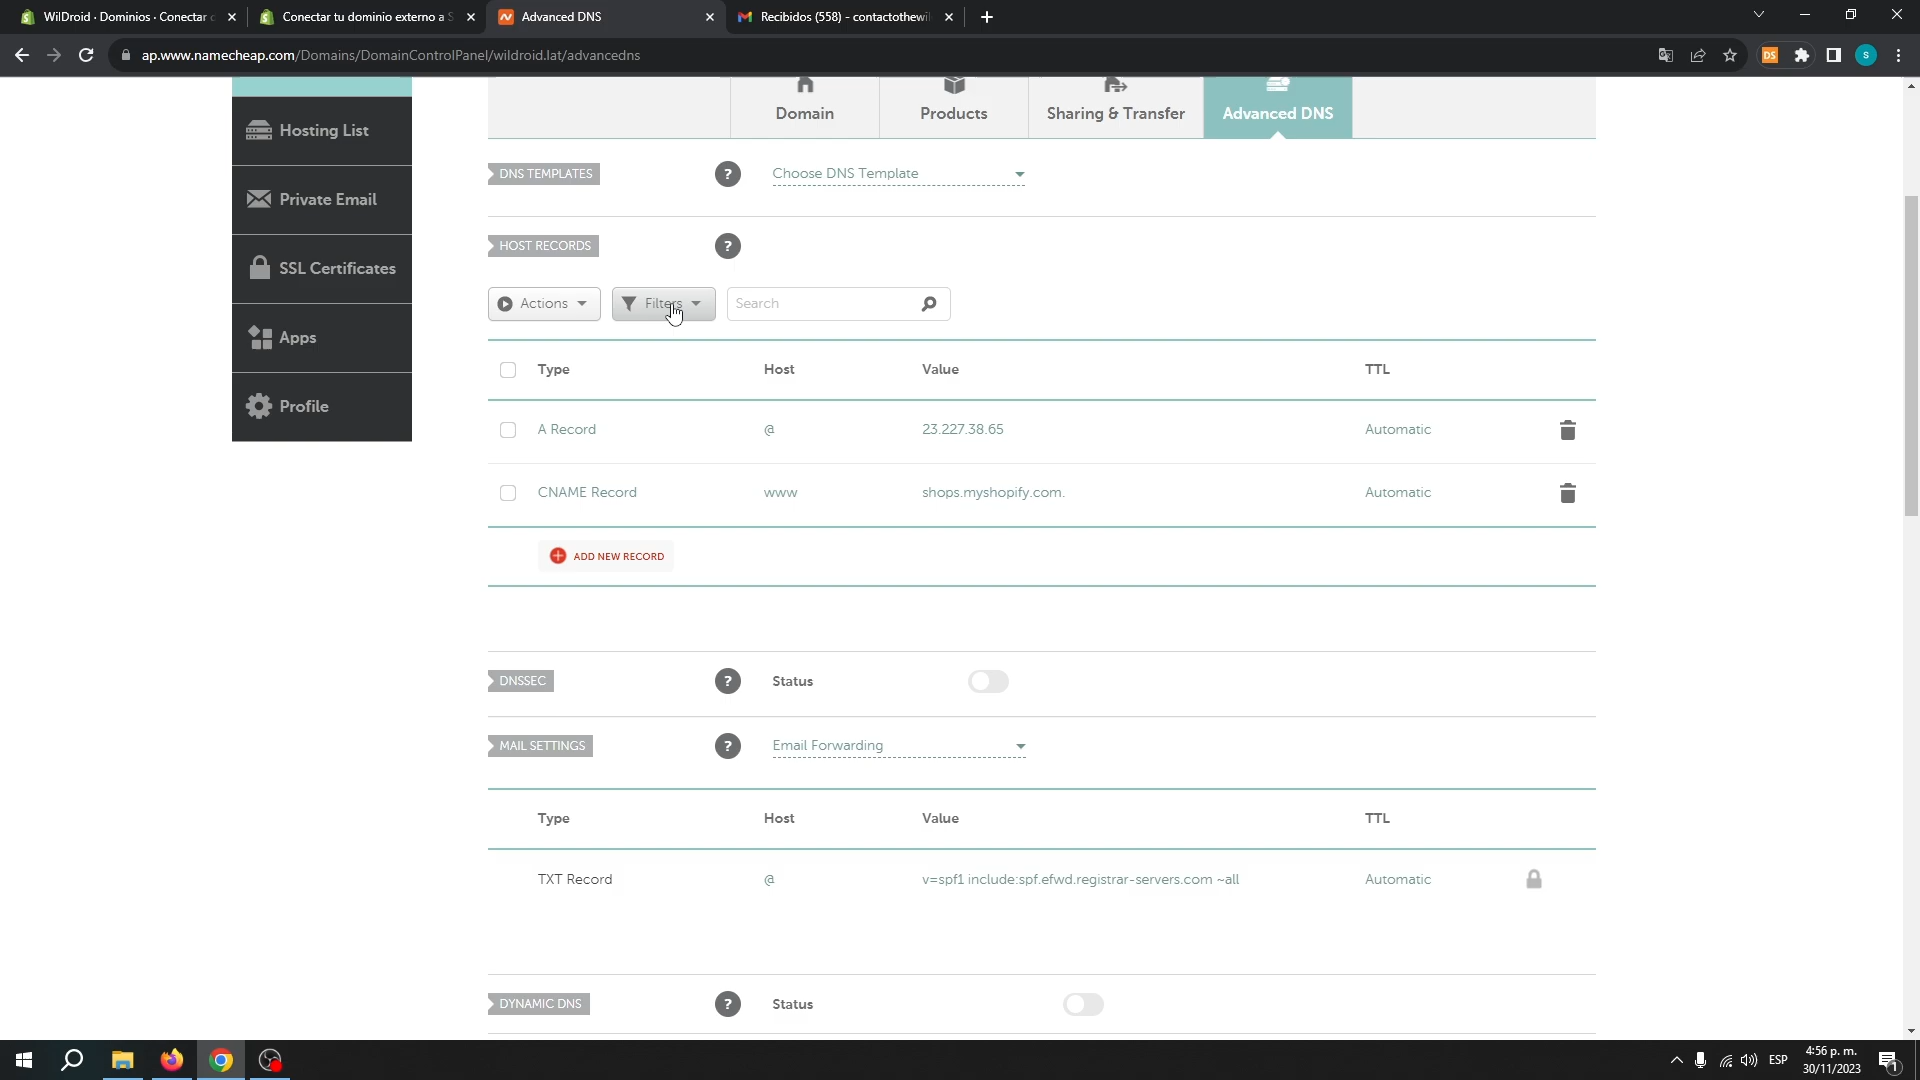 WilDroid · Dominios · Conectar
Conectar tu dominio externo a S
Advanced DNS
Recibidos (558) - contactothewil
ap.www.namecheap.com/Domains/DomainControlPanel/wildroid.lat/advancedns
DS
S
Hosting List
Private Email
SSL Certificates
Apps
Profile
Domain
Products
Sharing & Transfer
Advanced DNS
DNS TEMPLATES
?
Choose DNS Template
HOST RECORDS
?
Actions
Filters
Search
Type Host Value TTL
A Record @ 23.227.38.65 Automatic
CNAME Record www shops.myshopify.com. Automatic
ADD NEW RECORD
DNSSEC
?
Status
MAIL SETTINGS
?
Email Forwarding
Type Host Value TTL
TXT Record @ v=spf1 include:spf.efwd.registrar-servers.com ~all Automatic
DYNAMIC DNS
?
Status
ESP
4:56 p. m.
30/11/2023
1